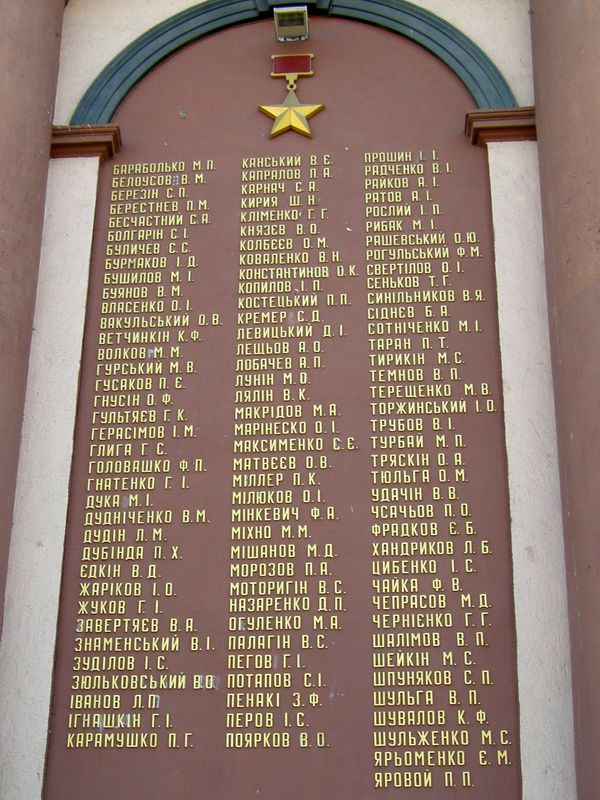 БАРАБОЛЬКО М.П.
БЕЛОУСОВ В.М.
БЕРЕЗІН С.П.
БЕРЕСТНЕВ П.М.
БЕСЧАСТНИЙ С.А.
БОЛГАРІН С.І.
БУЛИЧЕВ С.С.
БУРМАКОВ І.Д.
БУШИЛОВ М.І.
БУЯНОВ В.М.
ВЛАСЕНКО О.І.
ВАКУЛЬСЬКИЙ О.В.
ВЕТЧИНКІН К.Ф.
ВОЛКОВ М.М.
ГУРСЬКИЙ М.В.
ГУСАКОВ П.Є.
ГНУСІН О.Ф.
ГУЛЬТЯЄВ Г.К.
ГЕРАСІМОВ І.М.
ГЛИГА Г.С.
ГОЛОВАШКО Ф.П.
ГНАТЕНКО Г.І.
ДУКА М.І.
ДУДНІЧЕНКО В.М.
ДУДІН Л.М.
ДУБІНДА П.Х.
ЄДКІН В.Д.
ЖАРІКОВ І.О.
ЖУКОВ Г.І.
ЗАВЕРТЯЄВ В.А.
ЗНАМЕНСЬКИЙ В.І.
ЗУДІЛОВ І.С.
ЗЮЛЬКОВСЬКИЙ В.О.
ІВАНОВ Л.П.
ІГНАШКІН Г.І.
КАРАМУШКО П.Г.
КАНСЬКИЙ В.Є.
КАПРАЛОВ П.А.
КАРНАЧ С.А.
КИРИЯ Ш.Н.
КЛІМЕНКО Г.Г.
КНЯЗЄВ В.О.
КОЛБЄЄВ О.М.
КОВАЛЕНКО В.Н.
КОНСТАНТИНОВ О.К.
КОПИЛОВ І.П.
КОСТЕЦЬКИЙ П.П.
КРЕМЕР С.Д.
ЛЕВИЦЬКИЙ Д.І.
ЛЕЩЬОВ А.О.
ЛОБАЧЕВ А.П.
ЛУНІН М.О.
ЛЯЛІН В.К.
МАКРІДОВ М.А.
МАРІНЕСКО О.І.
МАКСИМЕНКО Є.Є.
МАТВЄЄВ О.В.
МІЛЛЕР П.К.
МІЛЮКОВ О.І.
МІНКЕВИЧ Ф.А.
МІХНО М.М.
МІШАНОВ М.Д.
МОРОЗОВ П.А.
МОТОРИГІН В.С.
НАЗАРЕНКО Д.П.
ОКУЛЕНКО М.А.
ПАЛАГІН В.С.
ПЕГОВ Г.І.
ПОТАПОВ С.І.
ПЕНАКІ З.Ф.
ПЕРОВ І.С.
ПОЯРКОВ В.О.
ПРОШИН І.І.
РАДЧЕНКО В.І.
РАЙКОВ А.І.
РАТОВ А.І.
РОСЛИЙ І.П.
РИБАК М.І.
РАШЕВСЬКИЙ О.Ю.
РОГУЛЬСЬКИЙ Ф.М.
СВЕРТІЛОВ О.І.
СЕНЬКОВ Т.Г.
СИНІЛЬНИКОВ В.Я.
СІДНЄВ Б.А.
СОТНІЧЕНКО М.І.
ТАРАН П.Т.
ТИРИКІН М.С.
ТЕМНОВ В.П.
ТЕРЕЩЕНКО М.В.
ТОРЖИНСЬКИЙ І.О.
ТРУБОВ В.І.
ТУРБАЙ М.П.
ТРЯСКІН О.А.
ТЮЛЬГА О.М.
УДАЧІН В.В.
ЧСАЧЬОВ П.О.
ФРАДКОВ Є.Б.
ХАНДРИКОВ Л.Б.
ЦИБЕНКО І.С.
ЧАЙКА Ф.В.
ЧЕПРАСОВ М.Д.
ЧЕРНІЄНКО Г.Г.
ШАЛІМОВ В.П.
ШЕЙКІН М.С.
ШПУНЯКОВ С.П.
ШУЛЬГА В.П.
ШУВАЛОВ К.Ф.
ШУЛЬЖЕНКО М.С.
ЯРЬОМЕНКО Є.М.
ЯРОВОЙ П.П.